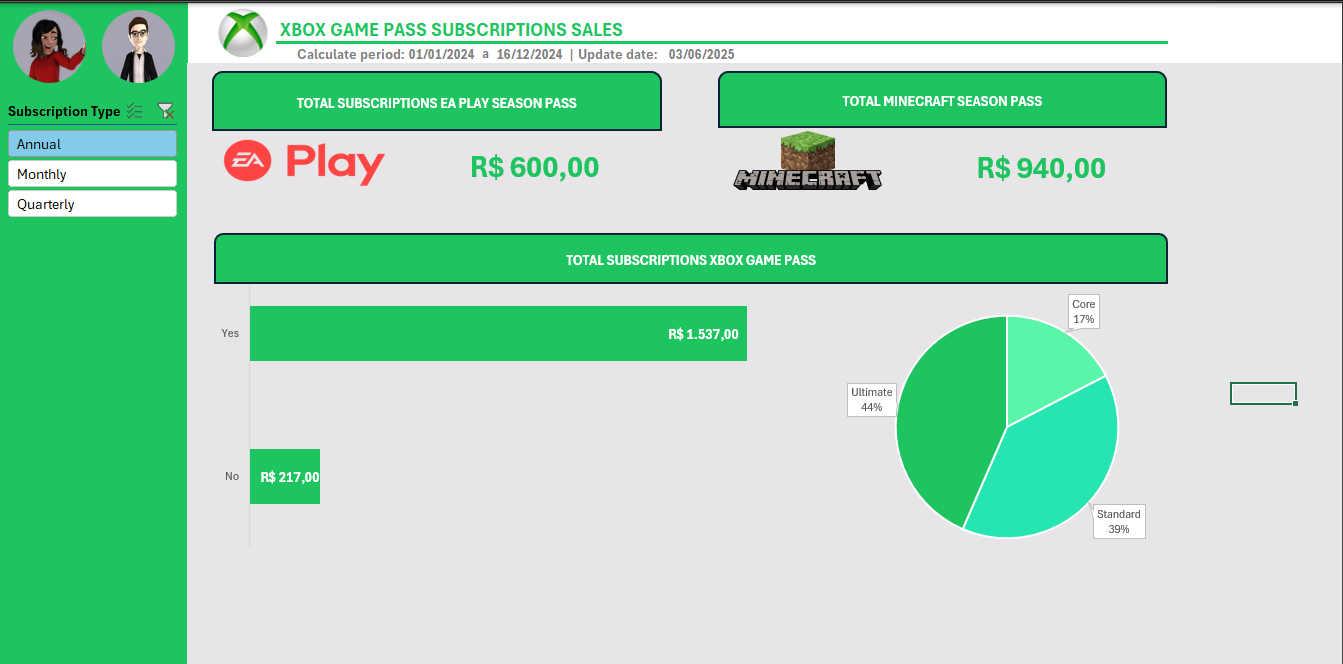 XBOX GAME PASS SUBSCRIPTIONS SALES
Calculate period: 01/01/2024 a 16/12/2024 | Update date: 03/06/2025
Subscription Type
Annual
Monthly
Quarterly
TOTAL SUBSCRIPTIONS EA PLAY SEASON PASS
EA Play
R$ 600,00
TOTAL MINECRAFT SEASON PASS
MINECRAFT
R$ 940,00
TOTAL SUBSCRIPTIONS XBOX GAME PASS
Yes
R$ 1.537,00
No
R$ 217,00
Core
17%
Ultimate
44%
Standard
39%